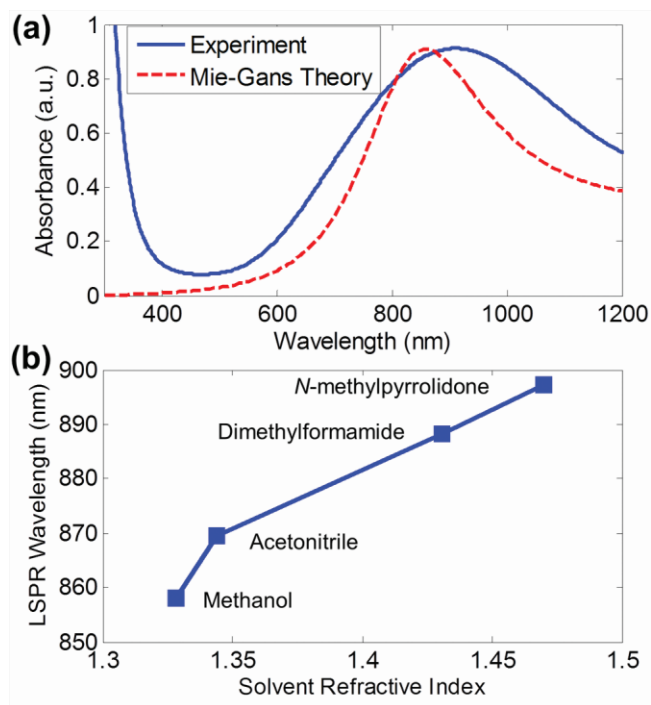 (a)
Experiment
Mie-Gans Theory
Absorbance (a.u.)
1
0.8
0.6
0.4
0.2
0
400
600
800
1000
1200
Wavelength (nm)
(b)
LSPR Wavelength (nm)
900
890
880
870
860
850
N-methylpyrrolidone
Dimethylformamide
Acetonitrile
Methanol
1.3
1.35
1.4
1.45
1.5
Solvent Refractive Index